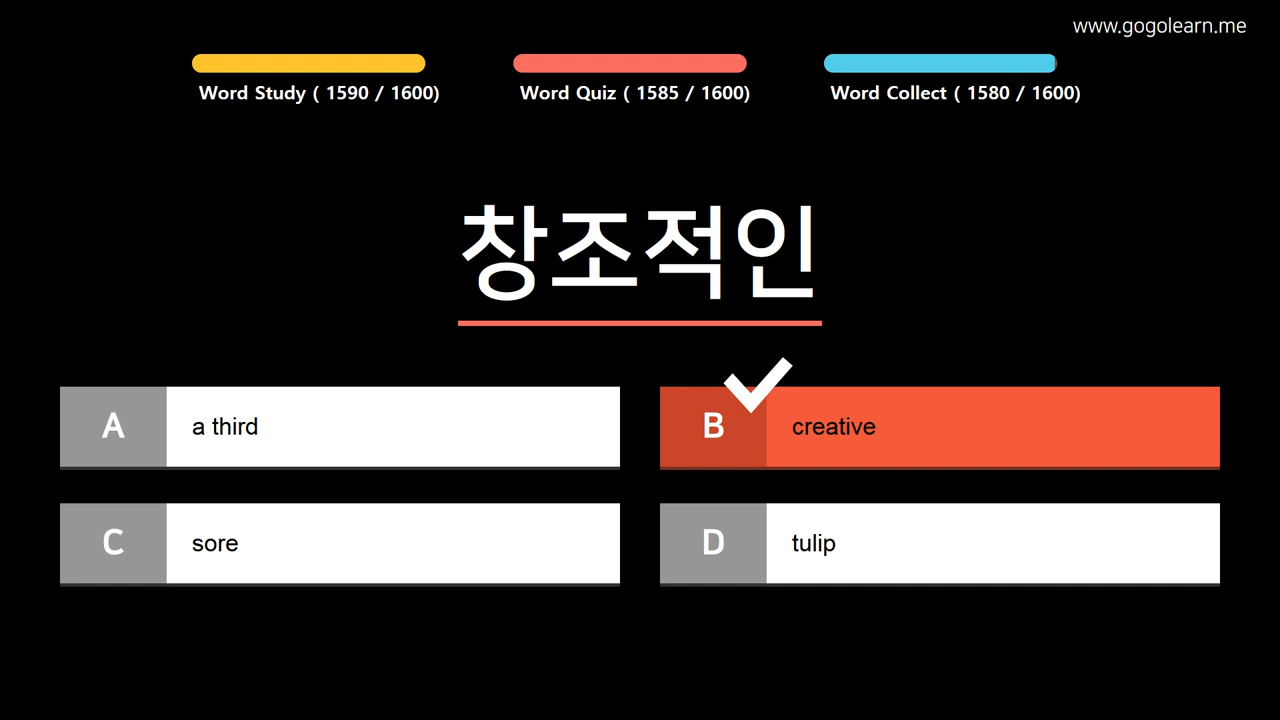 www.gogolearn.me
Word Study ( 1590 / 1600)
Word Quiz ( 1585 / 1600)
Word Collect ( 1580 / 1600)
창조적인
A a third
B creative
C sore
D tulip